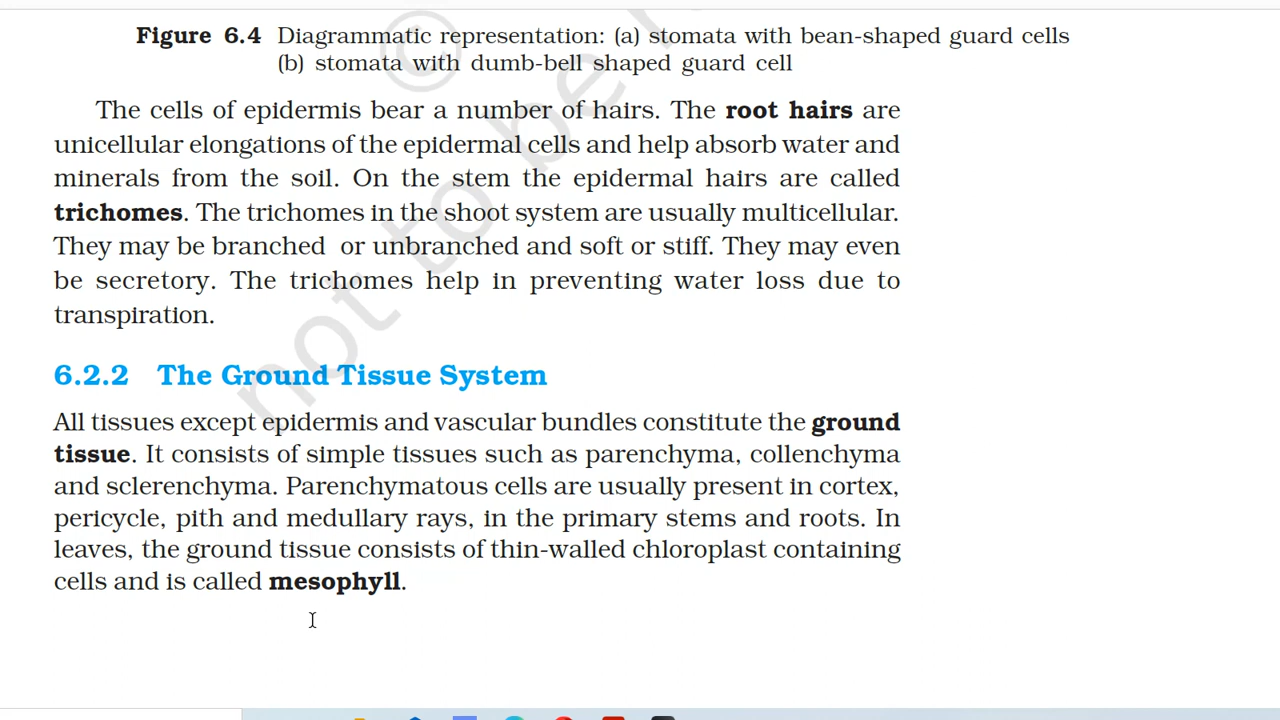 Figure 6.4 Diagrammatic representation: (a) stomata with bean-shaped guard cells
(b) stomata with dumb-bell shaped guard cell
The cells of epidermis bear a number of hairs. The root hairs are
unicellular elongations of the epidermal cells and help absorb water and
minerals from the soil. On the stem the epidermal hairs are called
trichomes. The trichomes in the shoot system are usually multicellular.
They may be branched or unbranched and soft or stiff. They may even
be secretory. The trichomes help in preventing water loss due to
transpiration.
6.2.2 The Ground Tissue System
All tissues except epidermis and vascular bundles constitute the ground
tissue. It consists of simple tissues such as parenchyma, collenchyma
and sclerenchyma. Parenchymatous cells are usually present in cortex,
pericycle, pith and medullary rays, in the primary stems and roots. In
leaves, the ground tissue consists of thin-walled chloroplast containing
cells and is called mesophyll.
© not to be